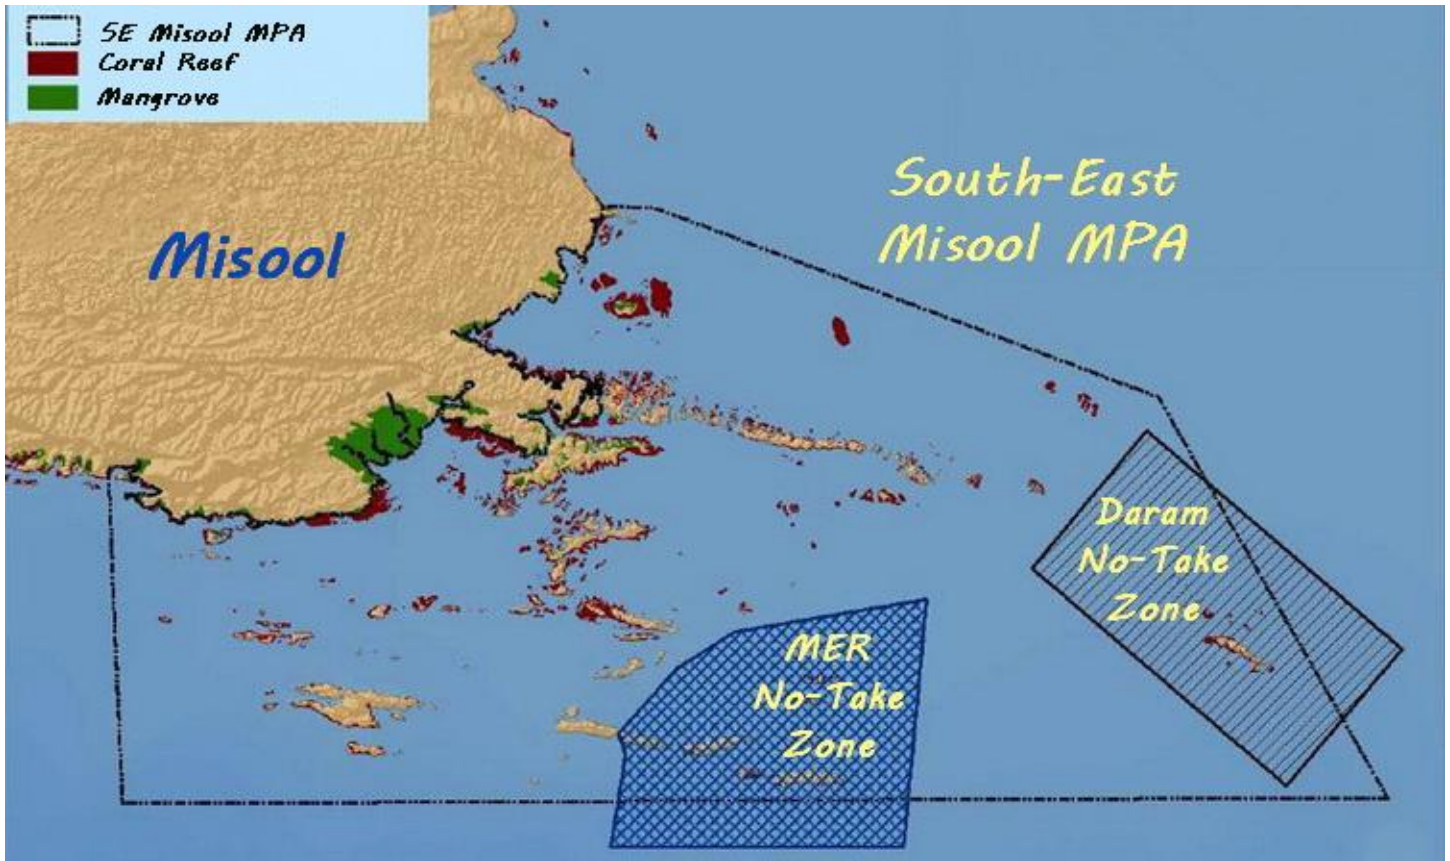 SE Misool MPA
Coral Reef
Mangrove
South-East
Misool MPA
Misool
Daram
No-Take
Zone
MER
No-Take
Zone